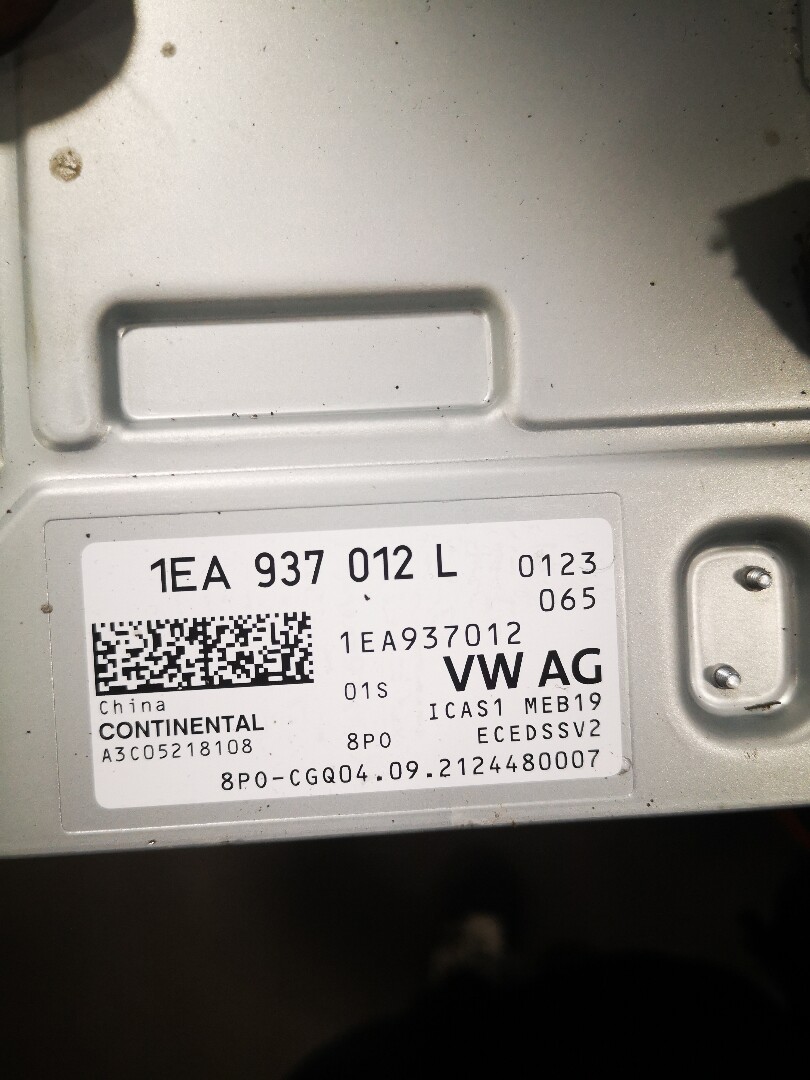 1EA 937 012 L 0123
065
1EA937012
VW AG
China 01S
ICAS1 MEB19
CONTINENTAL
ECEDSSV2
A3C05218108 8P0
8P0-CGQ04.09.2124480007